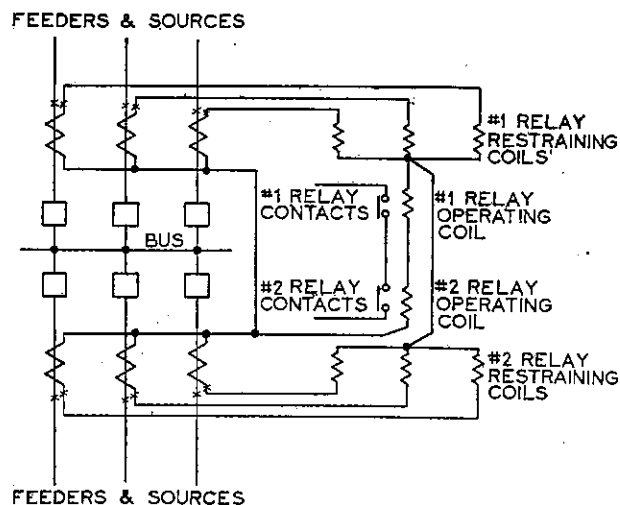 FEEDERS & SOURCES
#1 RELAY
RESTRAINING
COILS'
#1 RELAY
CONTACTS
#1 RELAY
OPERATING
COIL
BUS
#2 RELAY
CONTACTS
#2 RELAY
OPERATING
COIL
#2 RELAY
RESTRAINING
COILS
FEEDERS & SOURCES